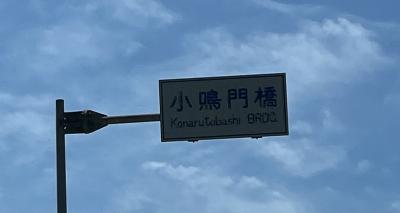 小鳴門橋
Konarutobashi BRDG.